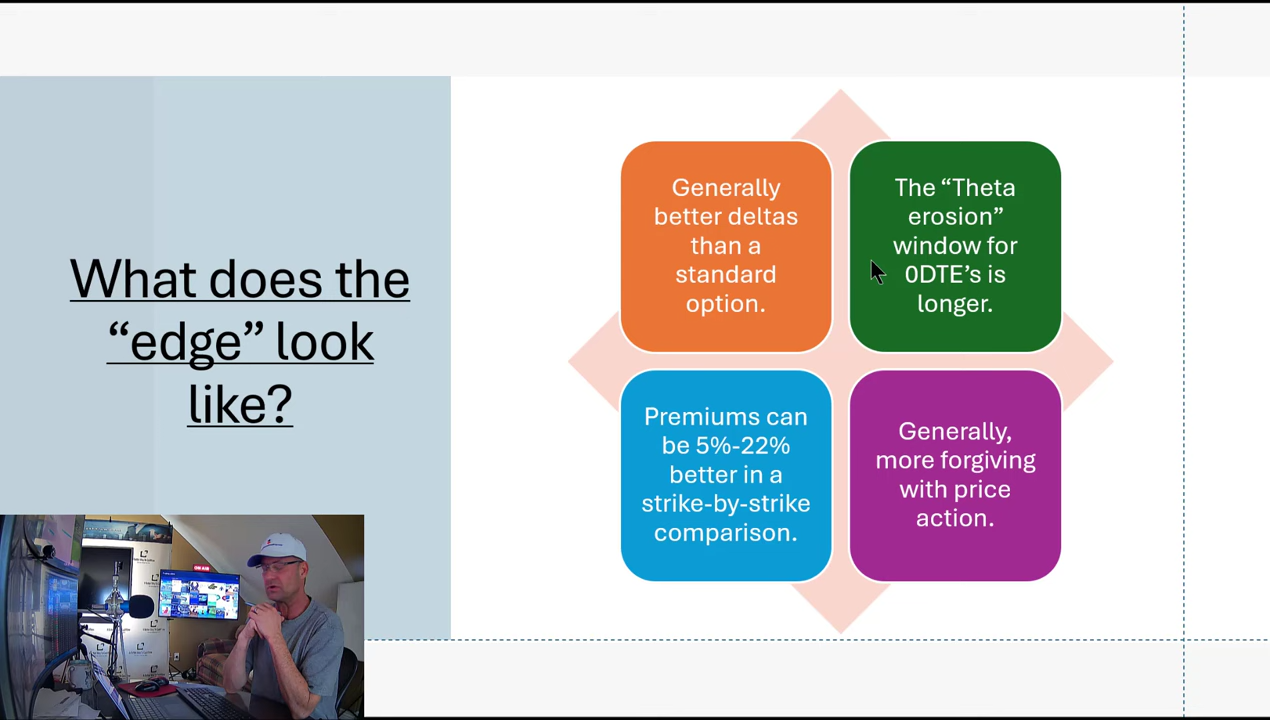 What does the
“edge” look
like?
Generally
better deltas
than a
standard
option.
The “Theta
erosion”
window for
0DTE’s is
longer.
Premiums can
be 5%-22%
better in a
strike-by-strike
comparison.
Generally,
more forgiving
with price
action.